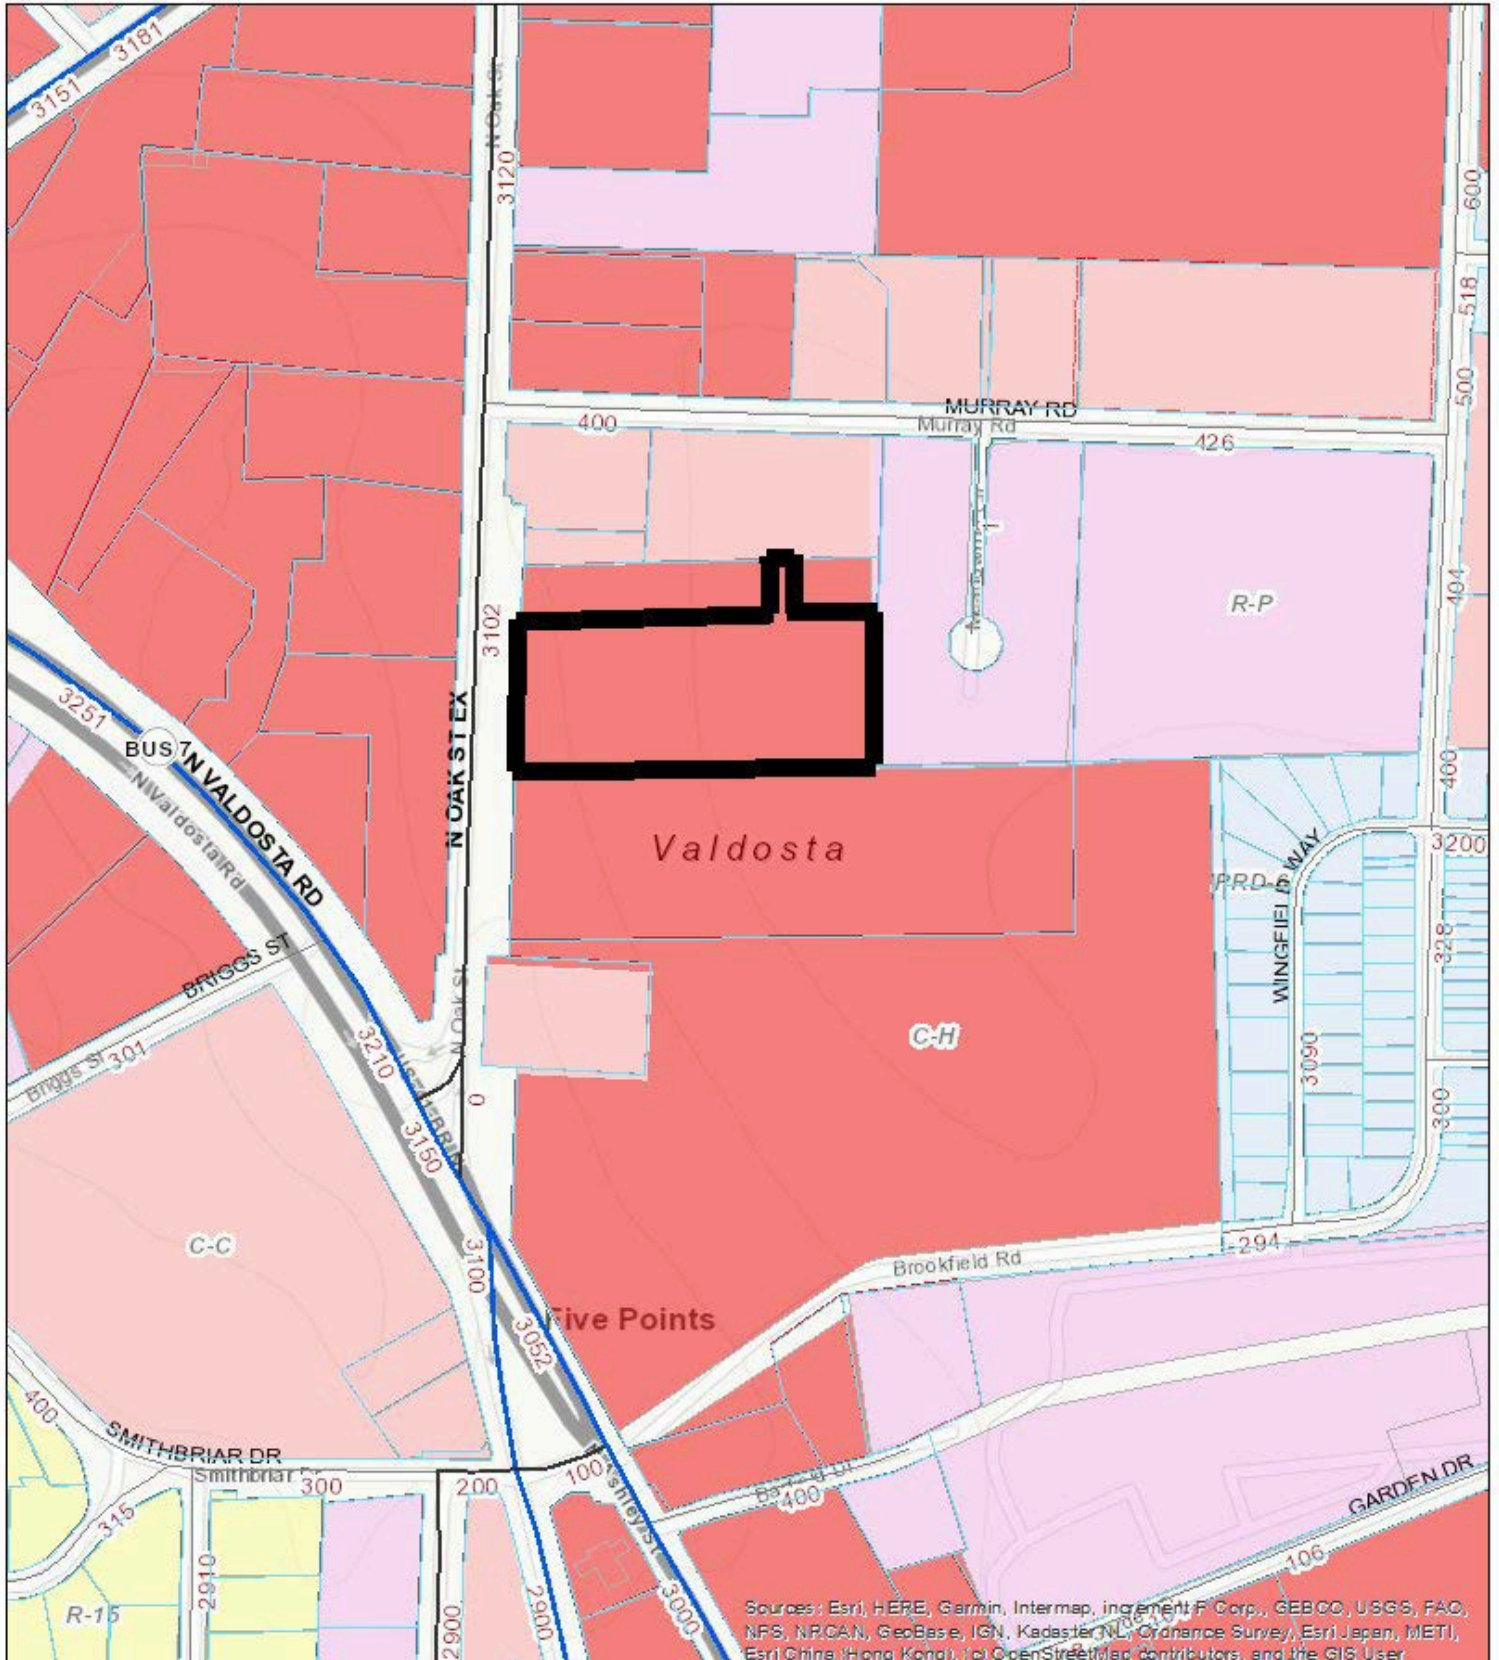 3181
3151
N Oak St
3120
600
518
500
MURRAY RD
Murray Rd
400
426
404
R-P
3102
3251
BUS
7
N VALDOSTA RD
N Valdosta Rd
N OAK ST EX
Valdosta
400
3200
WINGFIELD WAY
328
BRIGGS ST
Briggs St
301
N Oak St
3210
0
C-H
3090
300
3150
C-C
3100
294
Brookfield Rd
Five Points
3052
400
SMITHBRIAR DR
Smithbriar Dr
300
200
100
315
400
GARDEN DR
106
2910
R-15
2900
2900
Ashley St
3000
Sources: Esri, HERE, Garmin, Intermap, increment P Corp., GEBCO, USGS, FAO,
NPS, NRCAN, GeoBase, IGN, Kadaster NL, Ordnance Survey, Esri Japan, METI,
Esri China (Hong Kong), (c) OpenStreetMap contributors, and the GIS User